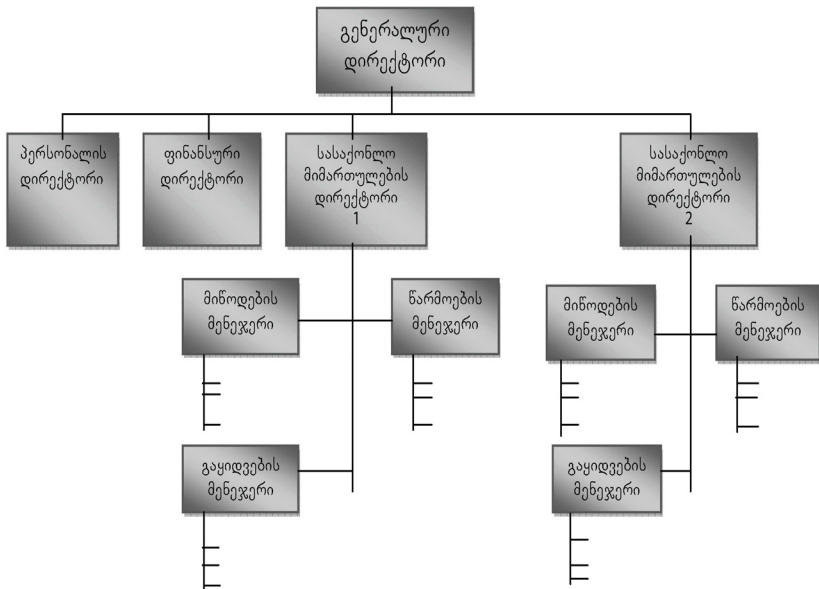 გენერალური
დირექტორი
პერსონალის
დირექტორი
ფინანსური
დირექტორი
სასაქონლო
მიმართულების
დირექტორი
1
სასაქონლო
მიმართულების
დირექტორი
2
მიწოდების
მენეჯერი
წარმოების
მენეჯერი
მიწოდების
მენეჯერი
წარმოების
მენეჯერი
გაყიდვების
მენეჯერი
გაყიდვების
მენეჯერი